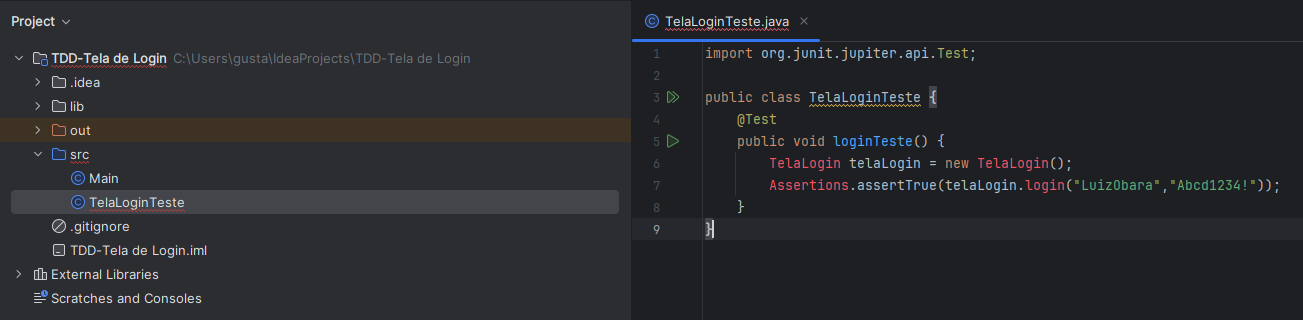 Project
TDD-Tela de Login C:\Users\gusta\IdeaProjects\TDD-Tela de Login
.idea
lib
out
src
Main
TelaLoginTeste
.gitignore
TDD-Tela de Login.iml
External Libraries
Scratches and Consoles
TelaLoginTeste.java
1 import org.junit.jupiter.api.Test;
2
3 public class TelaLoginTeste {
4 @Test
5 public void loginTeste() {
6 TelaLogin telaLogin = new TelaLogin();
7 Assertions.assertTrue(telaLogin.login("LuizObara","Abcd1234!"));
8 }
9 }